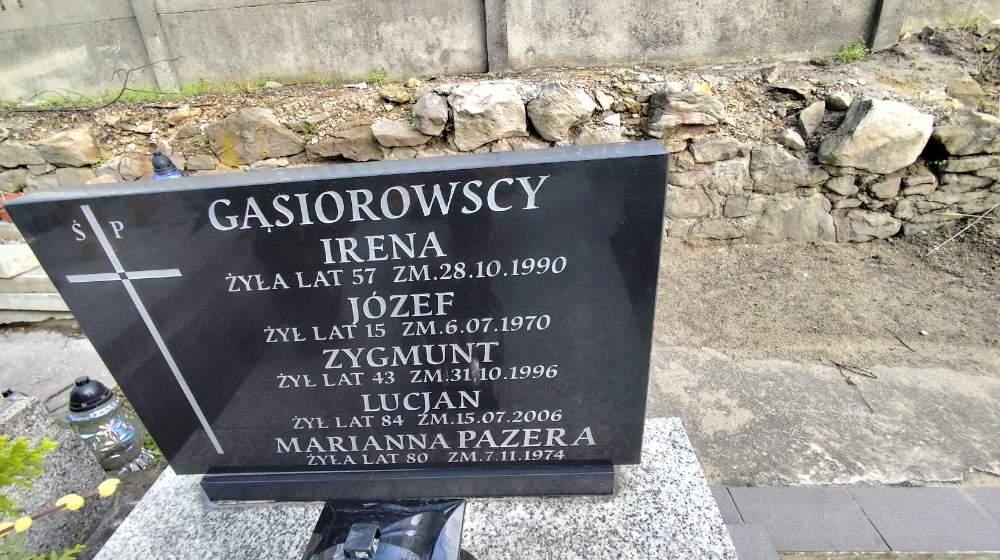 Ś P
GĄSIOROWSCY
IRENA
ŻYŁA LAT 57 ZM.28.10.1990
JÓZEF
ŻYŁ LAT 15 ZM.6.07.1970
ZYGMUNT
ŻYŁ LAT 43 ZM.31.10.1996
LUCJAN
ŻYŁ LAT 84 ZM.15.07.2006
MARIANNA PAZERA
ŻYŁA LAT 80 ZM.7.11.1974